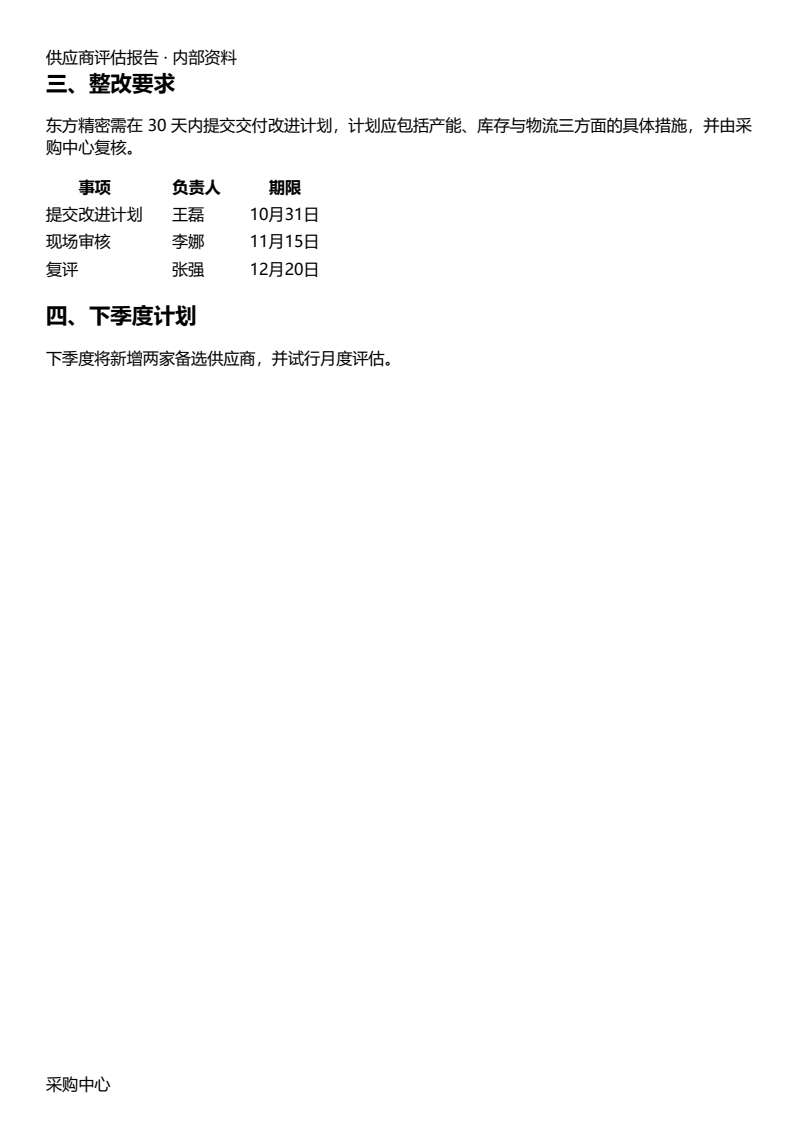 供应商评估报告 · 内部资料
三、整改要求
东方精密需在 30 天内提交交付改进计划，计划应包括产能、库存与物流三方面的具体措施，并由采
购中心复核。
事项 负责人 期限
提交改进计划 王磊 10月31日
现场审核 李娜 11月15日
复评 张强 12月20日
四、下季度计划
下季度将新增两家备选供应商，并试行月度评估。
采购中心